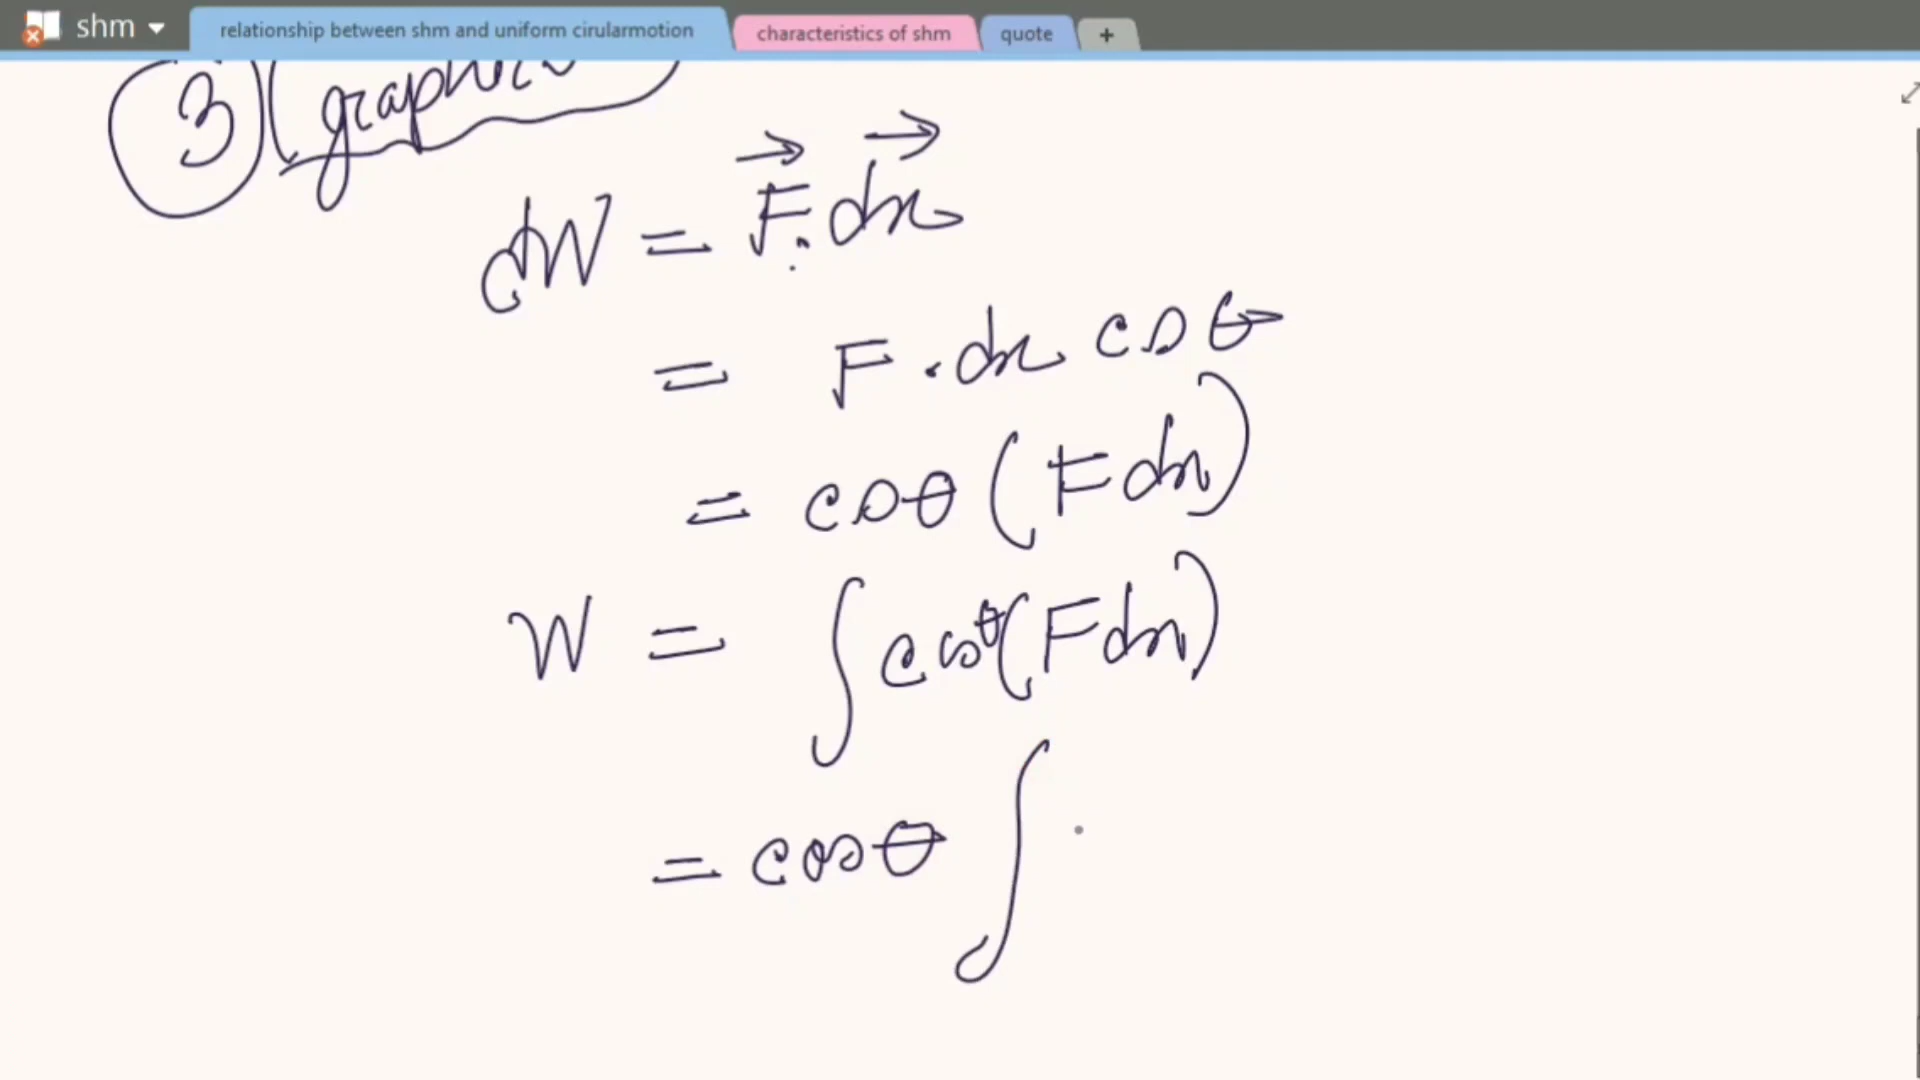 shm
relationship between shm and uniform cirularmotion
characteristics of shm
quote
+
3
dW = F⃗.dx⃗
= F.dx cosθ
= cosθ (Fdx)
W = ∫cosθ(Fdx)
= cosθ ∫